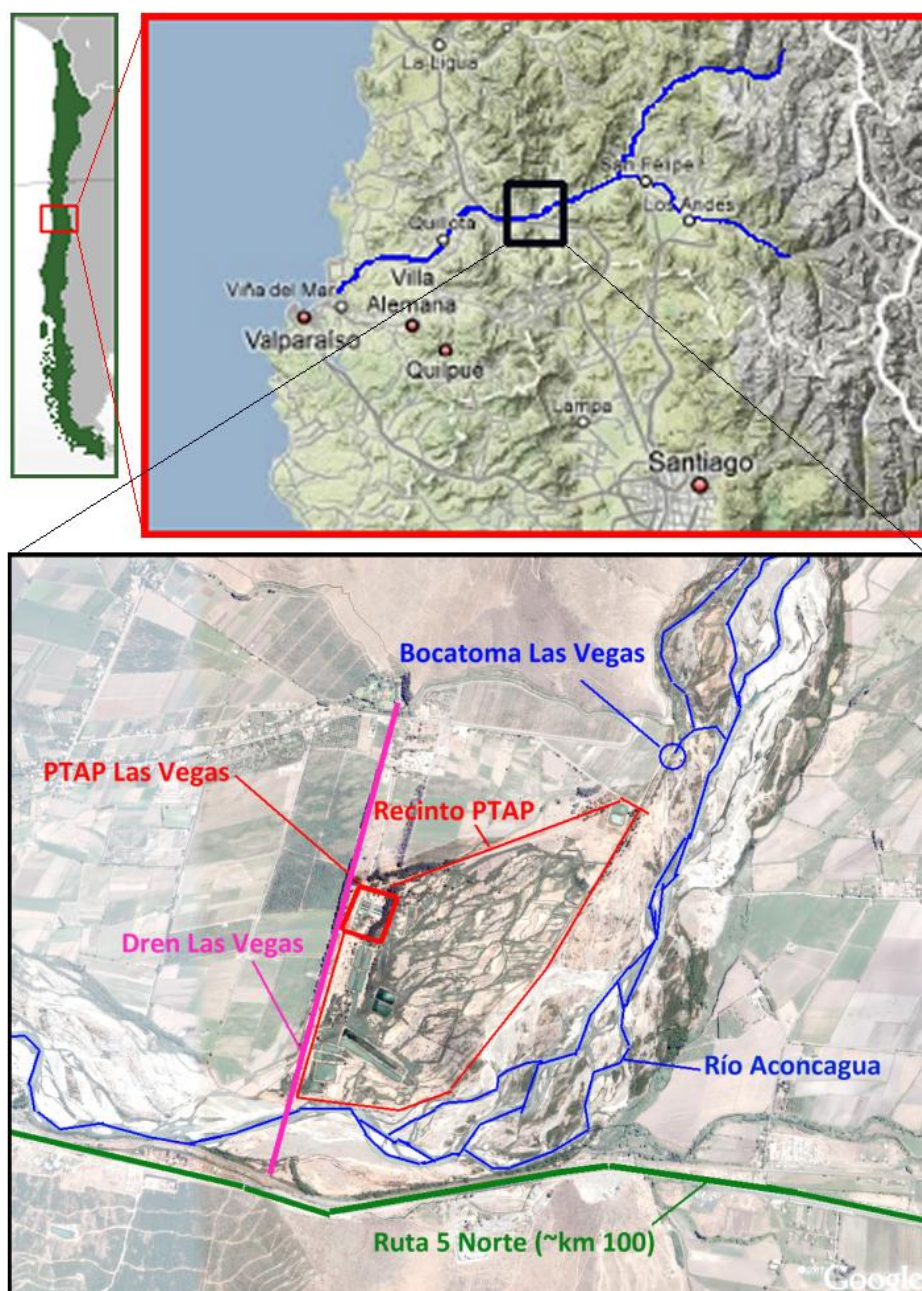 La Ligua
San Felipe
Los Andes
Quillota
Villa
Alemana
Viña del Mar
Valparaíso
Quilpué
Lampa
Santiago
Bocatoma Las Vegas
PTAP Las Vegas
Recinto PTAP
Dren Las Vegas
Río Aconcagua
Ruta 5 Norte (~km 100)
Google